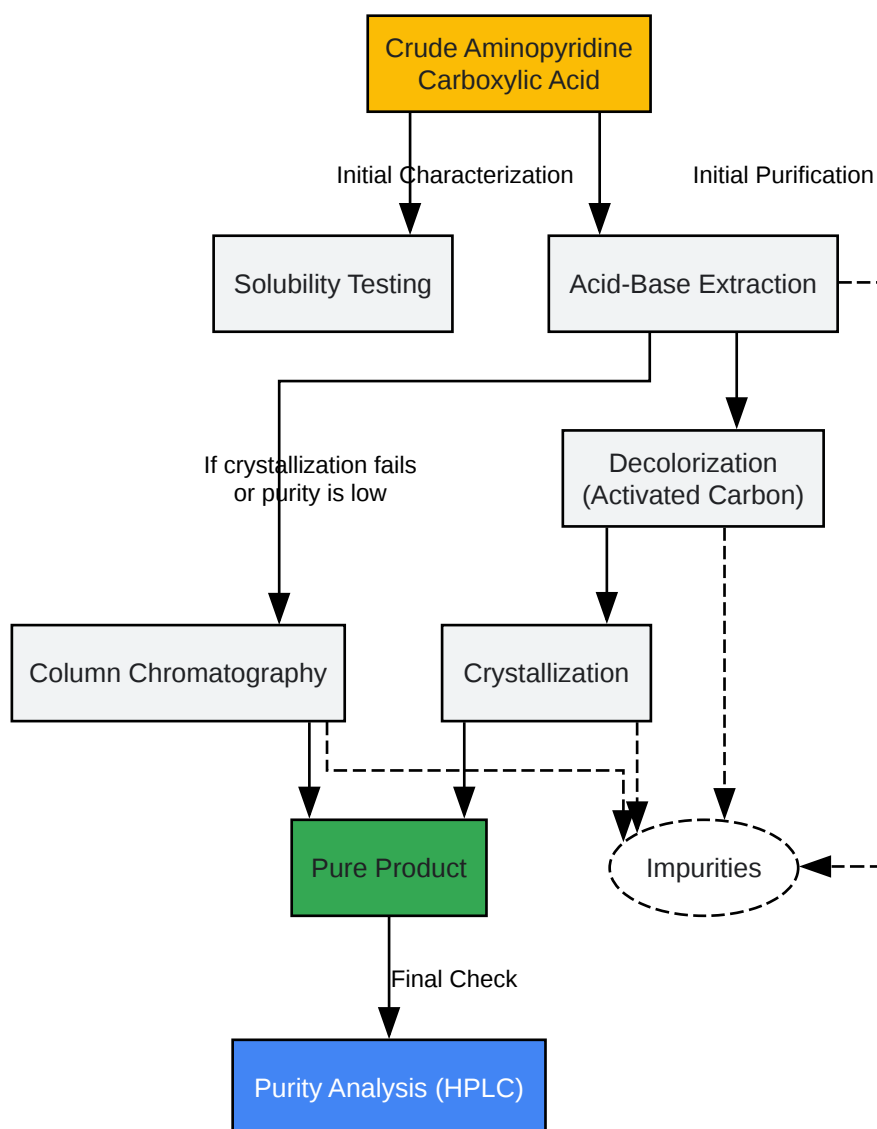 Crude Aminopyridine
Carboxylic Acid
Initial Characterization
Initial Purification
Solubility Testing
Acid-Base Extraction
If crystallization fails
or purity is low
Decolorization
(Activated Carbon)
Column Chromatography
Crystallization
Pure Product
Impurities
Final Check
Purity Analysis (HPLC)